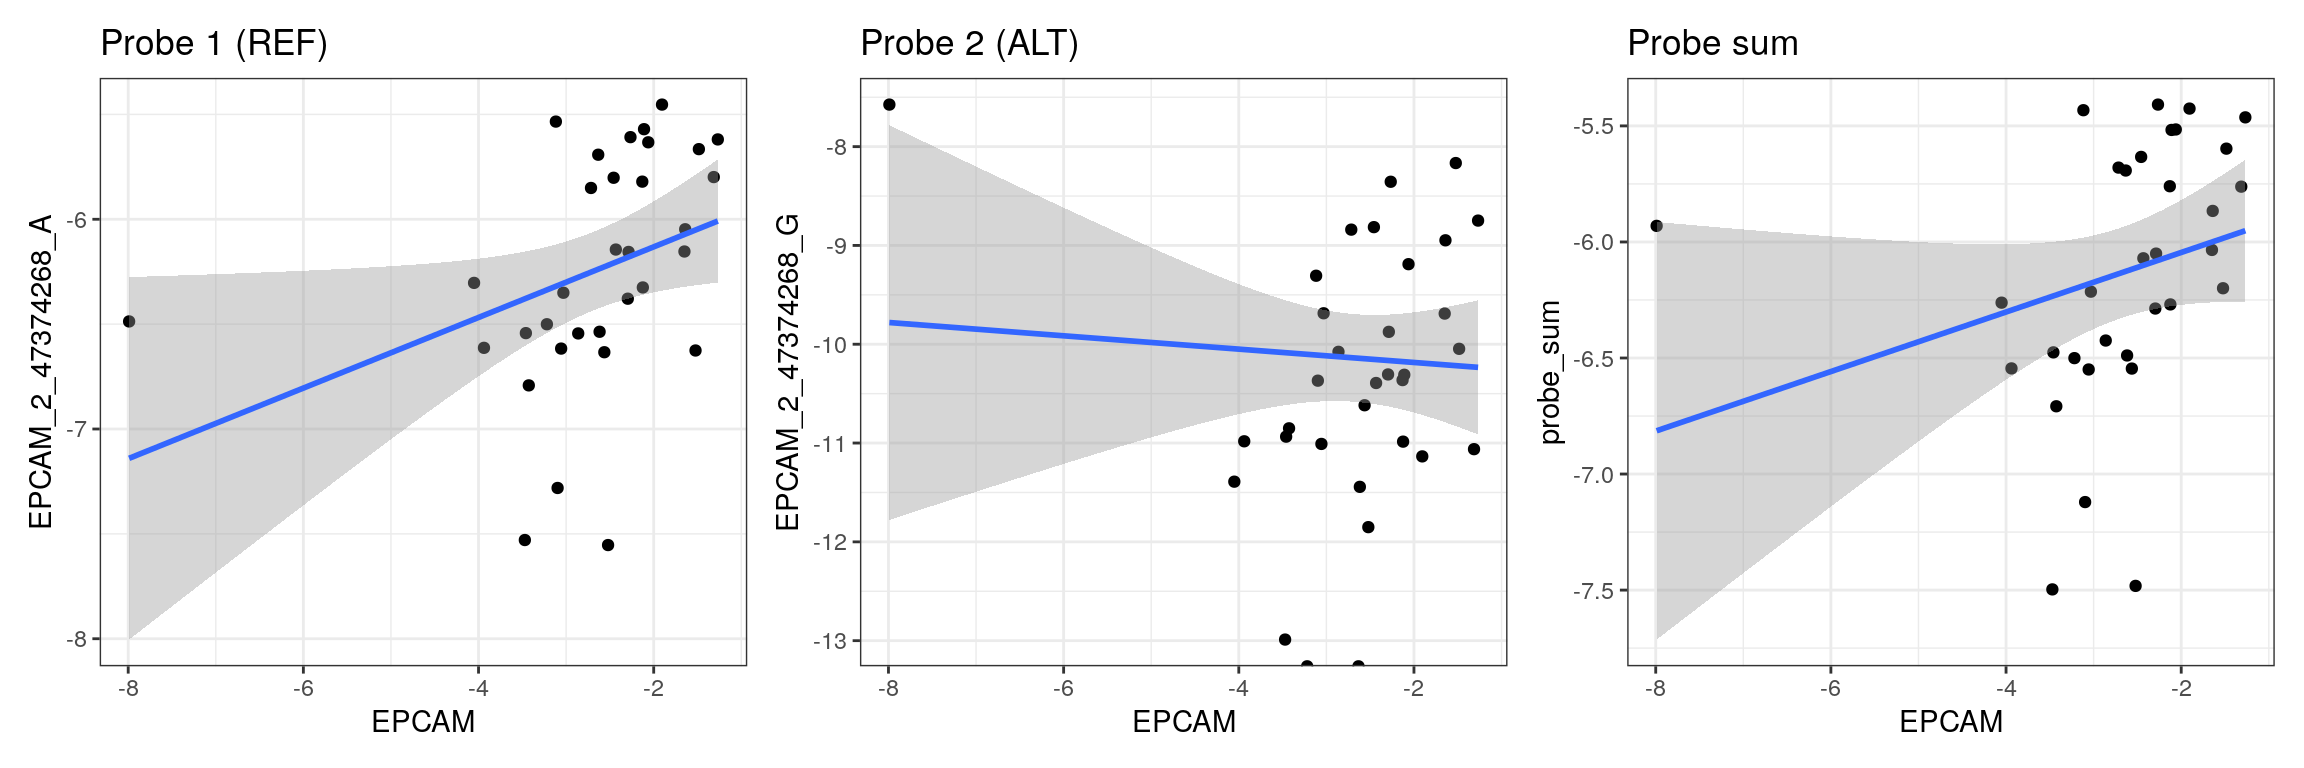 Probe 1 (REF)
EPCAM_2_47374268_A
-6
-7
-8
-8
-6
-4
-2
EPCAM
Probe 2 (ALT)
EPCAM_2_47374268_G
-8
-9
-10
-11
-12
-13
-8
-6
-4
-2
EPCAM
Probe sum
probe_sum
-5.5
-6.0
-6.5
-7.0
-7.5
-8
-6
-4
-2
EPCAM